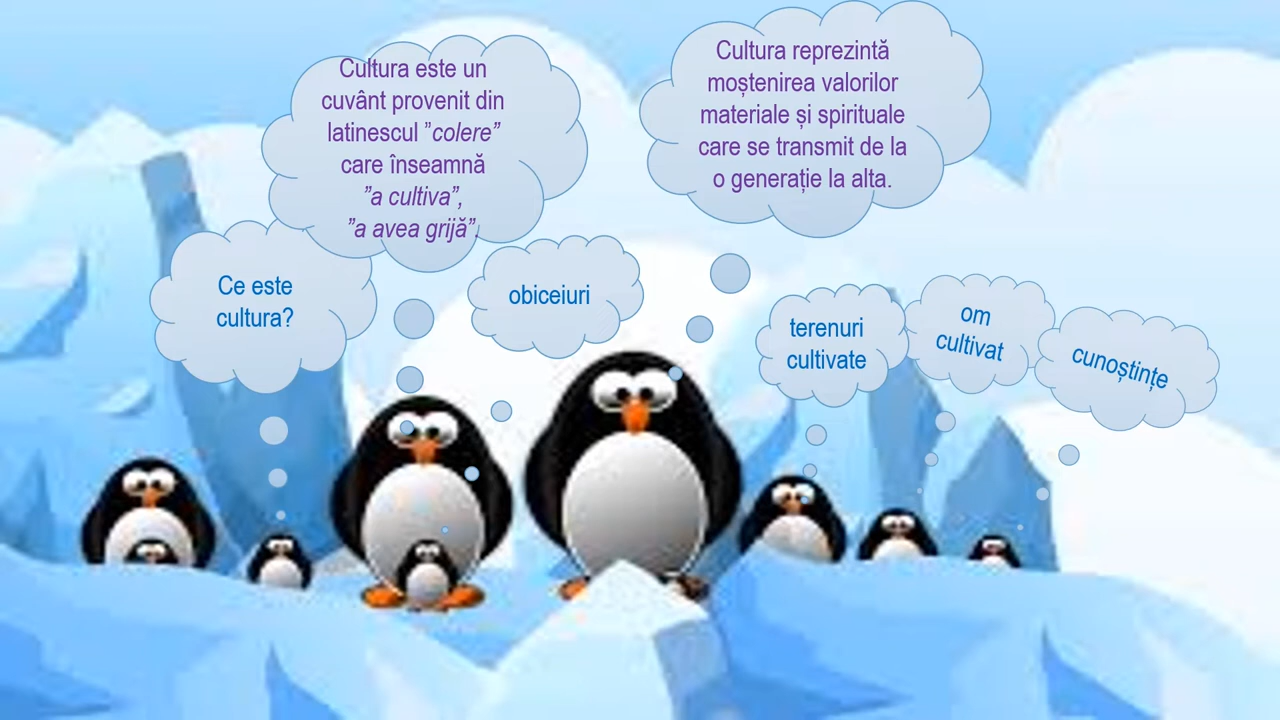 Cultura este un
cuvânt provenit din
latinescul ”colere”
care înseamnă
”a cultiva”,
”a avea grijă”.
Cultura reprezintă
moștenirea valorilor
materiale și spirituale
care se transmit de la
o generație la alta.
Ce este
cultura?
obiceiuri
terenuri
cultivate
om
cultivat
cunoștințe